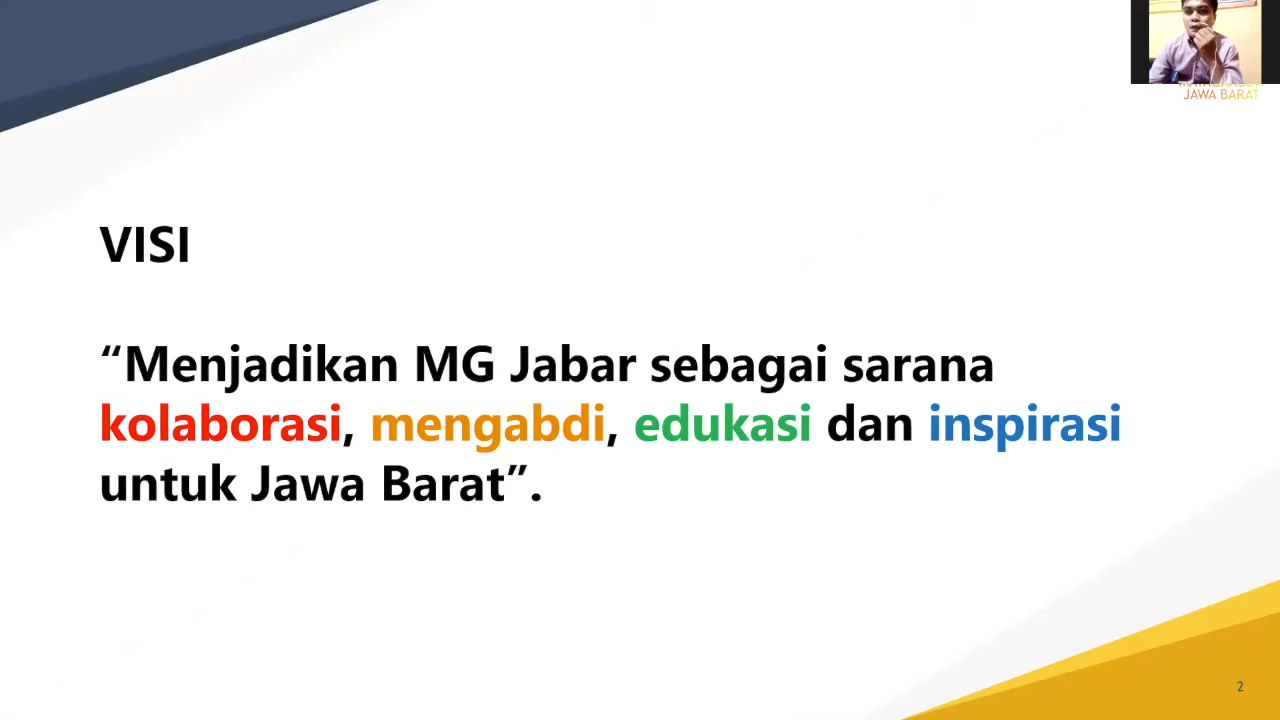 JAWA BARAT
VISI
“Menjadikan MG Jabar sebagai sarana
kolaborasi, mengabdi, edukasi dan inspirasi
untuk Jawa Barat”.
2